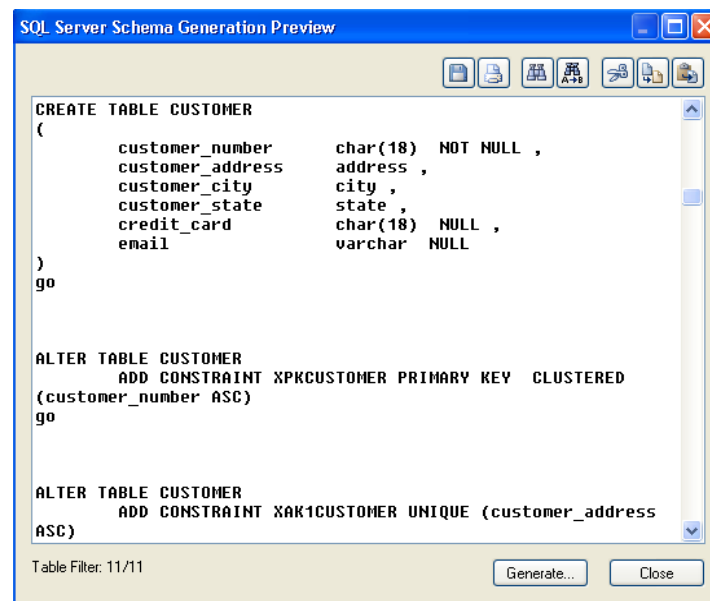 SQL Server Schema Generation Preview
A→B
CREATE TABLE CUSTOMER
(
customer_number char(18) NOT NULL ,
customer_address address ,
customer_city city ,
customer_state state ,
credit_card char(18) NULL ,
email varchar NULL
)
go
ALTER TABLE CUSTOMER
ADD CONSTRAINT XPKCUSTOMER PRIMARY KEY CLUSTERED
(customer_number ASC)
go
ALTER TABLE CUSTOMER
ADD CONSTRAINT XAK1CUSTOMER UNIQUE (customer_address
ASC)
Table Filter: 11/11
Generate...
Close